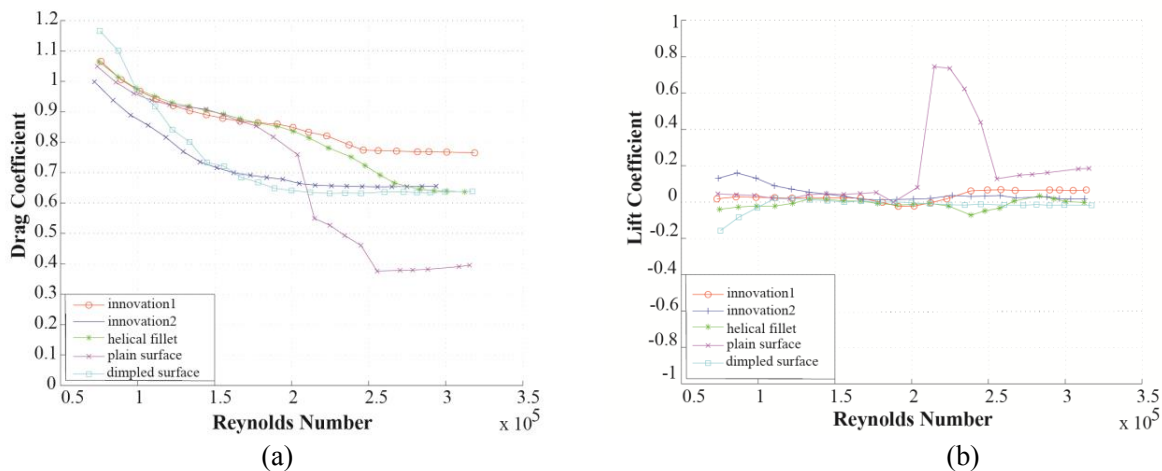 1.2
1.1
1
0.9
0.8
0.7
0.6
0.5
0.4
0.3
0.2
0.1
0
Drag Coefficient
innovation1
innovation2
helical fillet
plain surface
dimpled surface
0.5 1 1.5 2 2.5 3 3.5
Reynolds Number x 10^5
(a)
1
0.8
0.6
0.4
0.2
0
-0.2
-0.4
-0.6
-0.8
-1
Lift Coefficient
innovation1
innovation2
helical fillet
plain surface
dimpled surface
0.5 1 1.5 2 2.5 3 3.5
Reynolds Number x 10^5
(b)